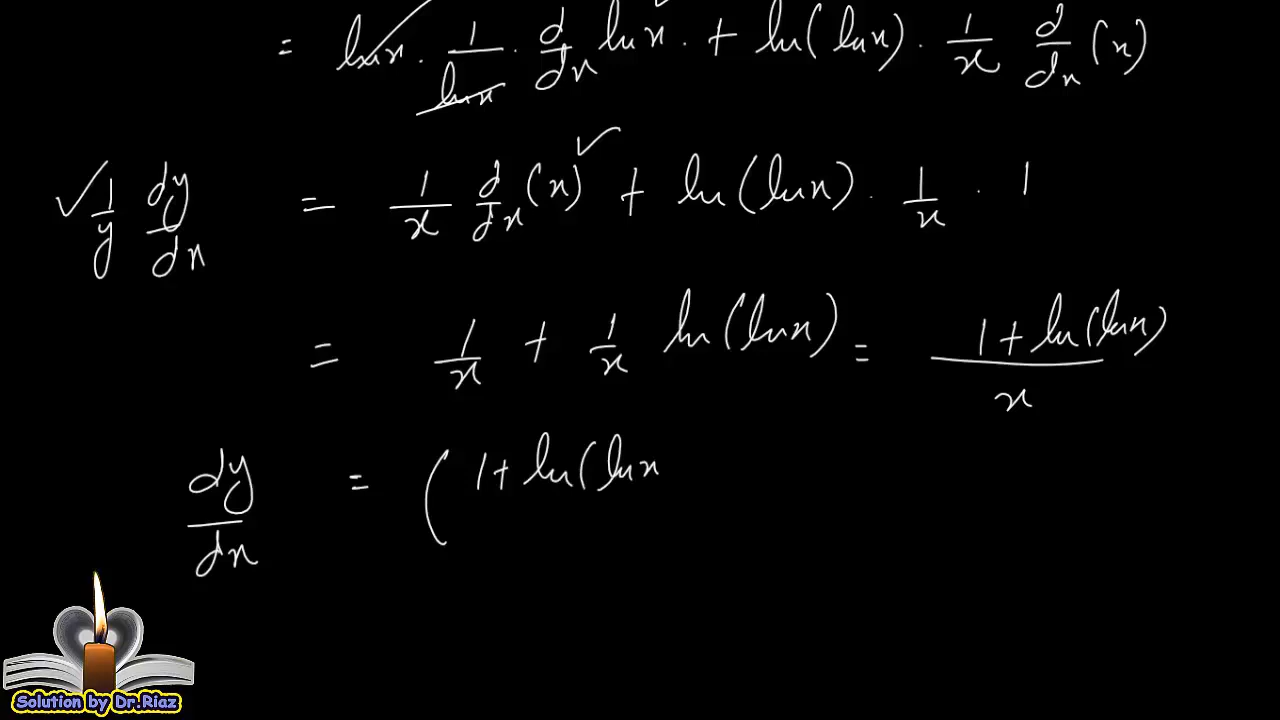 = lnx · 1/lnx · d/dx lnx · + ln(lnx) · 1/x d/dx (x)
✓ 1/y dy/dx = 1/x d/dx (x) ✓ + ln(lnx) · 1/x · 1
= 1/x + 1/x ln(lnx) = 1+ln(lnx)/x
dy/dx = ( 1+ ln(lnx
Solution by Dr.Riaz